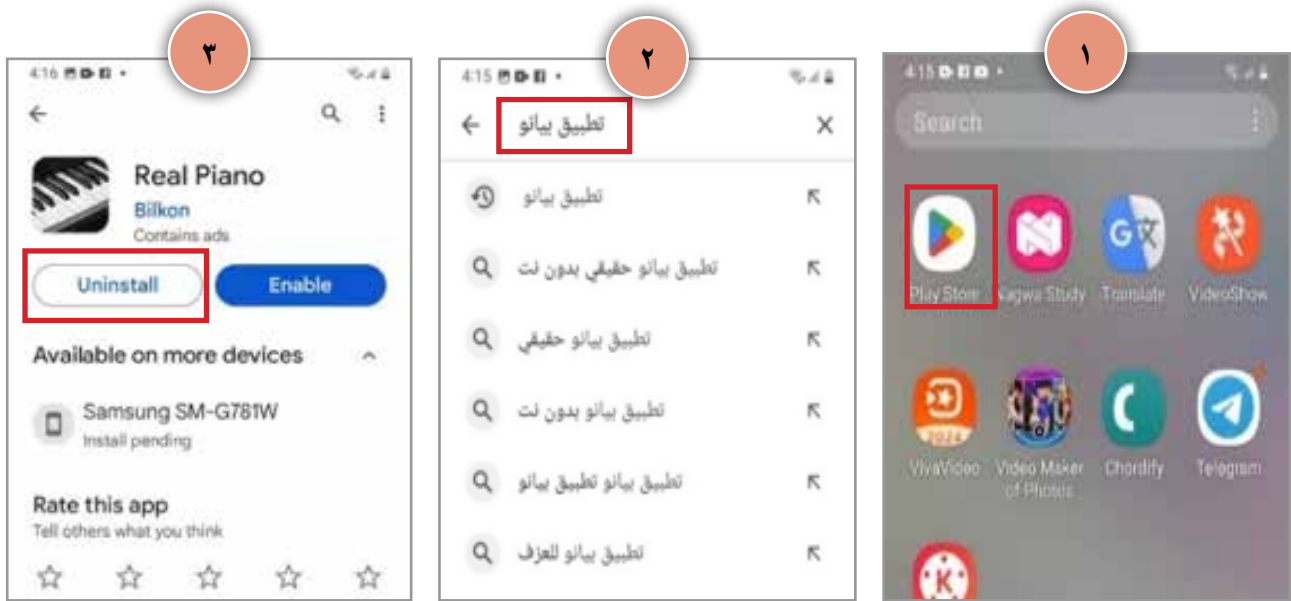 ١
4:15
Search
Play Store Nagwa Study Translate VideoShow
2024
VivaVideo Video Maker of Photos Chordify Telegram
K
٢
4:15
تطبيق بيانو
تطبيق بيانو
تطبيق بيانو حقيقي بدون نت
تطبيق بيانو حقيقي
تطبيق بيانو بدون نت
تطبيق بيانو تطبيق بيانو
تطبيق بيانو للعزف
٣
4:16
Real Piano
Bilkon
Contains ads
Uninstall Enable
Available on more devices
Samsung SM-G781W
Install pending
Rate this app
Tell others what you think